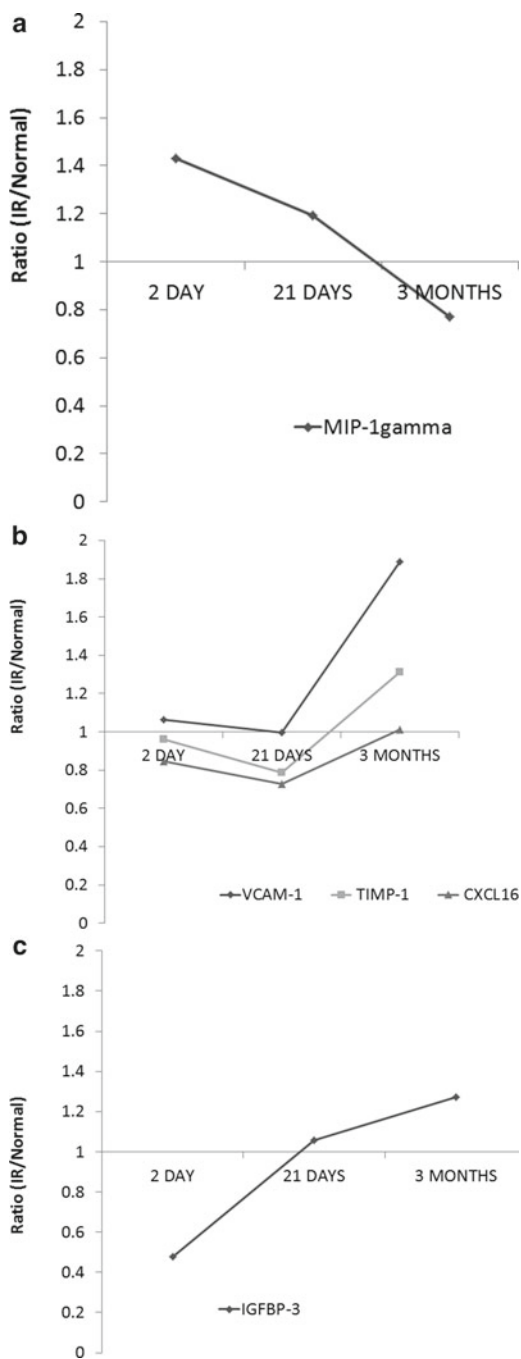 a
Ratio (IR/Normal)
2
1.8
1.6
1.4
1.2
1
0.8
0.6
0.4
0.2
0
2 DAY 21 DAYS 3 MONTHS
MIP-1gamma
b
Ratio (IR/Normal)
2
1.8
1.6
1.4
1.2
1
0.8
0.6
0.4
0.2
0
2 DAY 21 DAYS 3 MONTHS
VCAM-1 TIMP-1 CXCL16
c
Ratio (IR/Normal)
2
1.8
1.6
1.4
1.2
1
0.8
0.6
0.4
0.2
0
2 DAY 21 DAYS 3 MONTHS
IGFBP-3